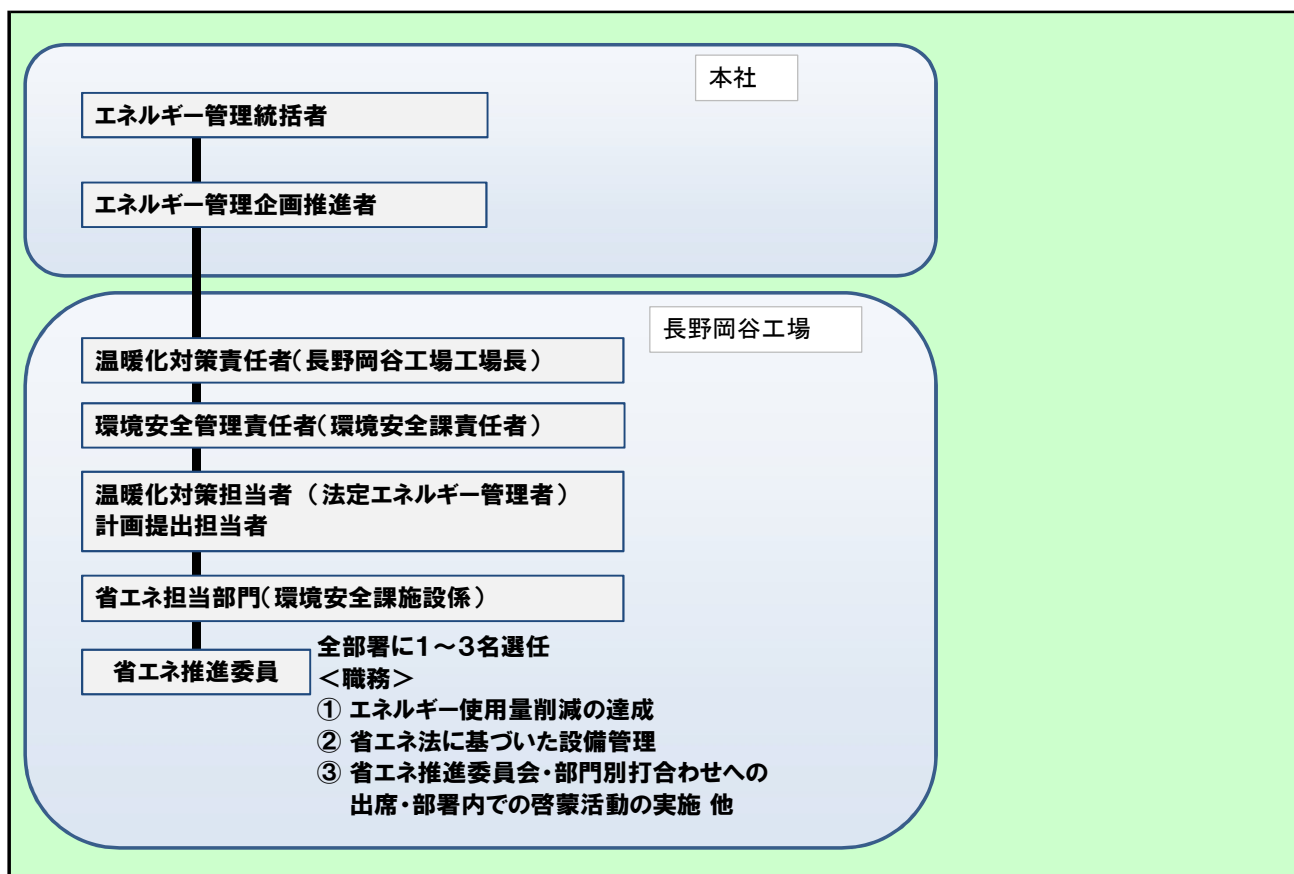 本社
エネルギー管理統括者
エネルギー管理企画推進者
長野岡谷工場
温暖化対策責任者(長野岡谷工場工場長)
環境安全管理責任者(環境安全課責任者)
温暖化対策担当者 (法定エネルギー管理者)
計画提出担当者
省エネ担当部門(環境安全課施設係)
省エネ推進委員
全部署に1～3名選任
＜職務＞
① エネルギー使用量削減の達成
② 省エネ法に基づいた設備管理
③ 省エネ推進委員会・部門別打合わせへの
出席・部署内での啓蒙活動の実施 他